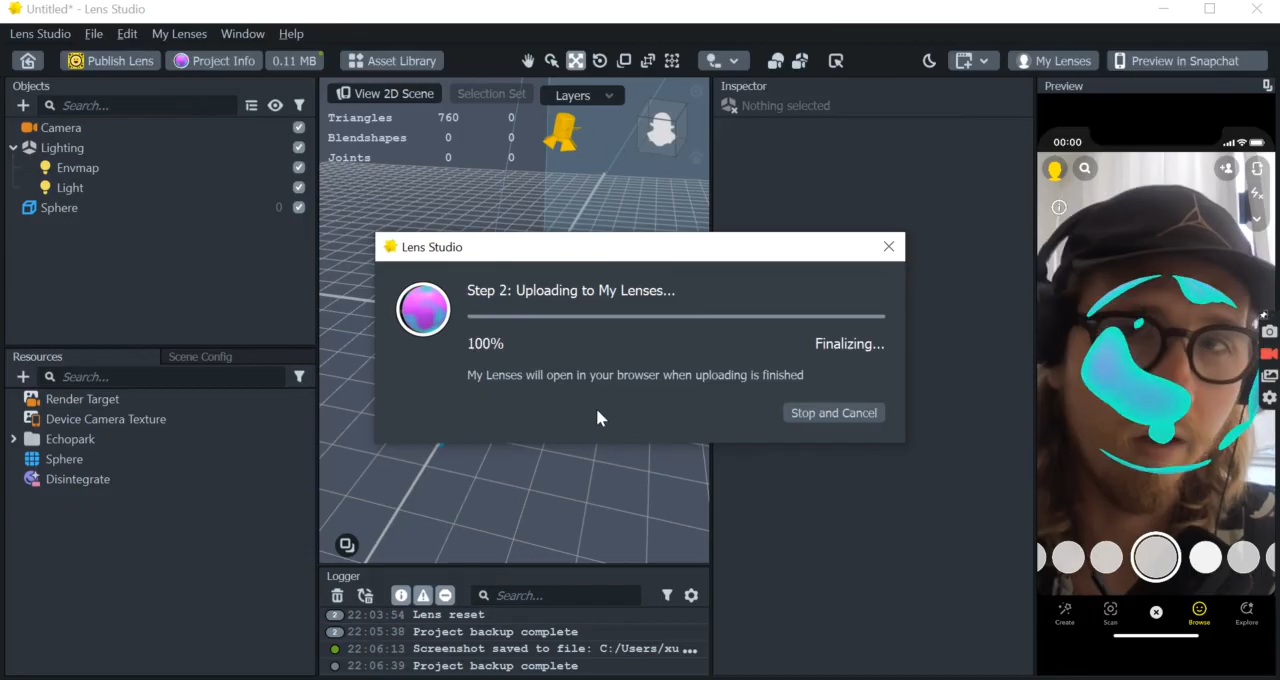 Untitled* - Lens Studio
Lens Studio File Edit My Lenses Window Help
Publish Lens Project Info 0.11 MB Asset Library My Lenses Preview in Snapchat
Objects
Search...
Camera
Lighting
Envmap
Light
Sphere 0
Resources Scene Config
Search...
Render Target
Device Camera Texture
Echopark
Sphere
Disintegrate
View 2D Scene Selection Set Layers
Triangles 760 0
Blendshapes 0 0
Joints 0 0
Lens Studio
Step 2: Uploading to My Lenses...
100% Finalizing...
My Lenses will open in your browser when uploading is finished
Stop and Cancel
Logger
Search...
2 22:03:54 Lens reset
2 22:05:38 Project backup complete
22:06:13 Screenshot saved to file: C:/Users/xu ...
22:06:39 Project backup complete
Inspector
Nothing selected
Preview
00:00
Create Scan Browse Explore